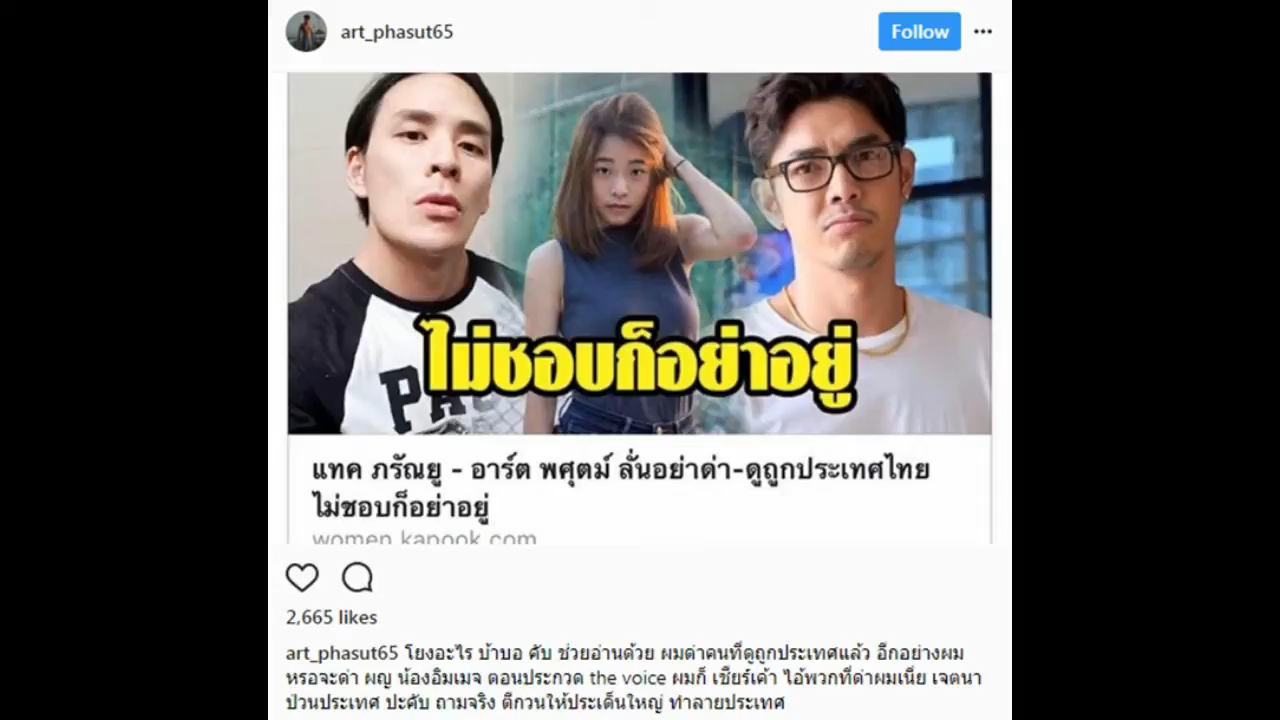 art_phasut65
Follow
PA
ไม่ชอบก็อย่าอยู่
แทค ภรัณยู - อาร์ต พศุตม์ ลั่นอย่าด่า-ดูถูกประเทศไทย
ไม่ชอบก็อย่าอยู่
women.kapook.com
2,665 likes
art_phasut65 โยงอะไร บ้าบอ คับ ช่วยอ่านด้วย ผมด่าคนที่ดูถูกประเทศแล้ว อีกอย่างผม
หรอจะด่า ผญ น้องอิมเมจ ตอนประกวด the voice ผมก็ เชียร์เค้า ไอ้พวกที่ด่าผมเนี่ย เจตนา
ป่วนประเทศ ปะคับ ถามจริง ตีกวนให้ประเด็นใหญ่ ทำลายประเทศ